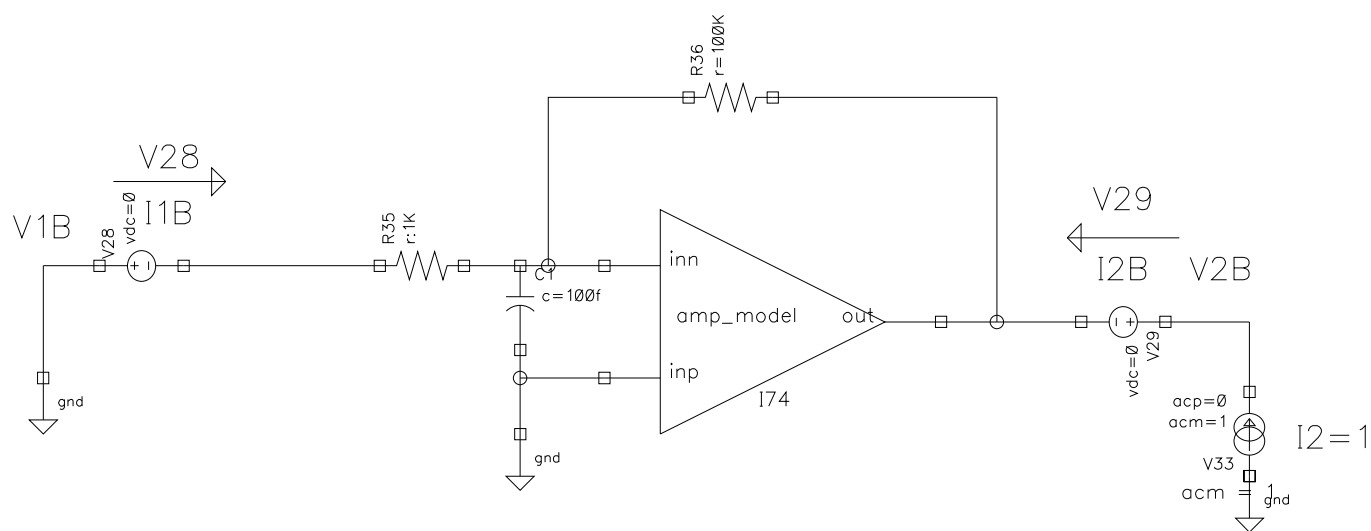 R36
r=100K
V28
I1B
V1B
V28
vdc=0
R35
r:1K
C1
c=100f
inn
amp_model
out
inp
I74
gnd
gnd
V29
I2B
V2B
vdc=0
V29
acp=0
acm=1
I2=1
V33
acm = 1
gnd